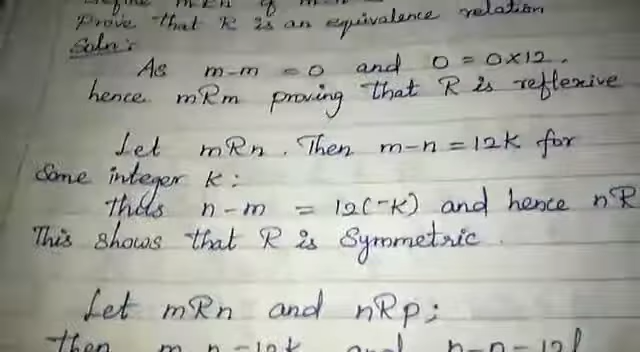 Prove that R is an equivalence relation
Soln:
As m-m = 0 and 0 = 0×12,
hence mRm proving that R is reflexive
Let mRn. Then m-n = 12K for
some integer K:
thus n-m = 12(-K) and hence nR
This shows that R is Symmetric.
Let mRn and nRp;
then